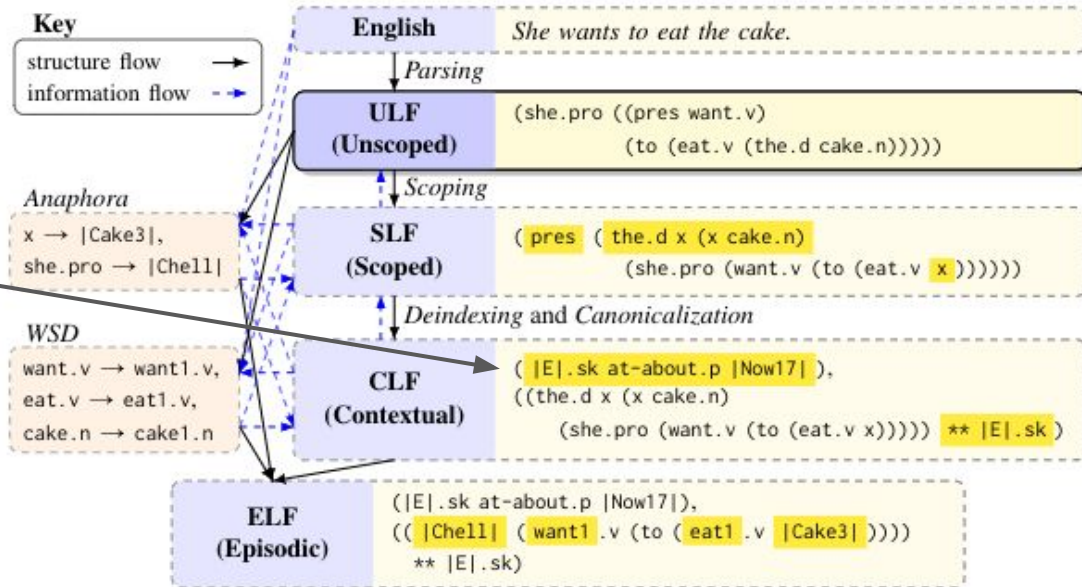 Key
structure flow
information flow
English
She wants to eat the cake.
Parsing
ULF
(Unscoped)
(she.pro ((pres want.v)
(to (eat.v (the.d cake.n)))))
Scoping
Anaphora
x → |Cake3|,
she.pro → |Chell|
SLF
(Scoped)
(pres (the.d x (x cake.n)
(she.pro (want.v (to (eat.v x))))))
Deindexing and Canonicalization
WSD
want.v → want1.v,
eat.v → eat1.v,
cake.n → cake1.n
CLF
(Contextual)
(|E|.sk at-about.p |Now17|),
((the.d x (x cake.n)
(she.pro (want.v (to (eat.v x))))) ** |E|.sk)
ELF
(Episodic)
(|E|.sk at-about.p |Now17|),
((|Chell| (want1.v (to (eat1.v |Cake3|))))
** |E|.sk)